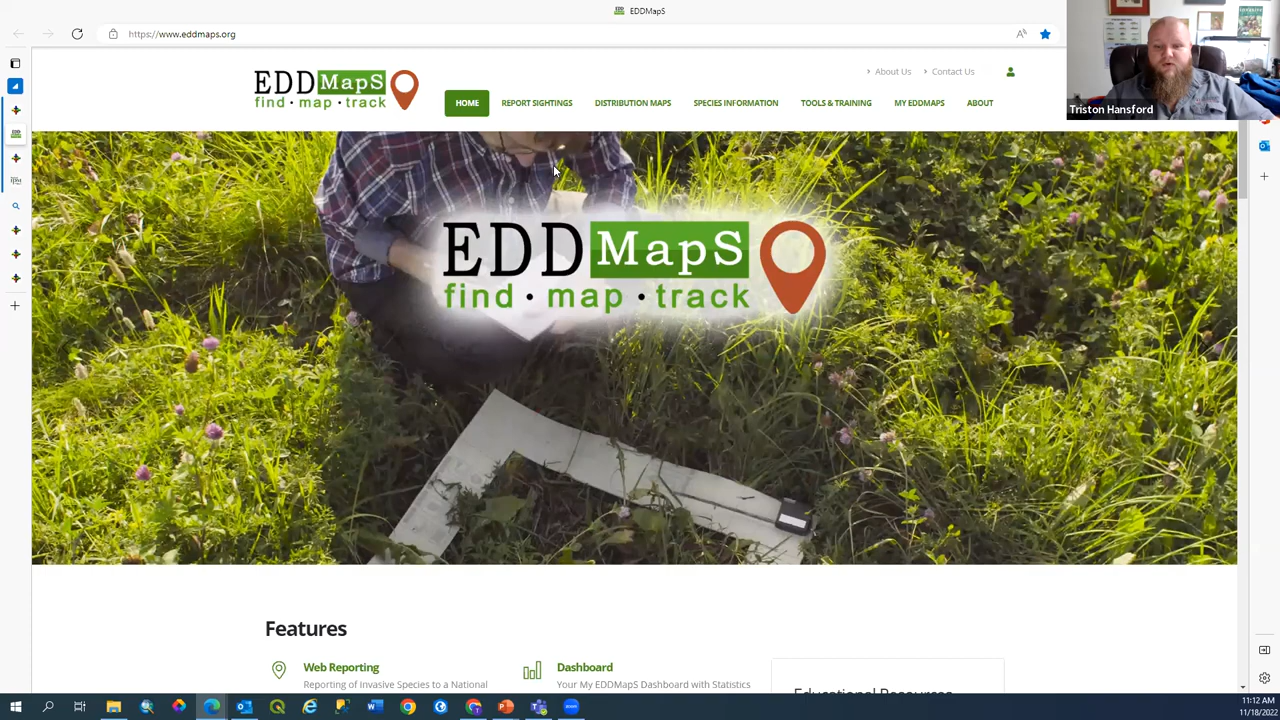 EDDMapS
https://www.eddmaps.org
Triston Hansford
EDDMapS
find • map • track
About Us
Contact Us
HOME
REPORT SIGHTINGS
DISTRIBUTION MAPS
SPECIES INFORMATION
TOOLS & TRAINING
MY EDDMAPS
ABOUT
EDDMapS
find • map • track
Features
Web Reporting
Reporting of Invasive Species to a National
Dashboard
Your My EDDMapS Dashboard with Statistics
Educational Resources
11:12 AM
11/18/2022